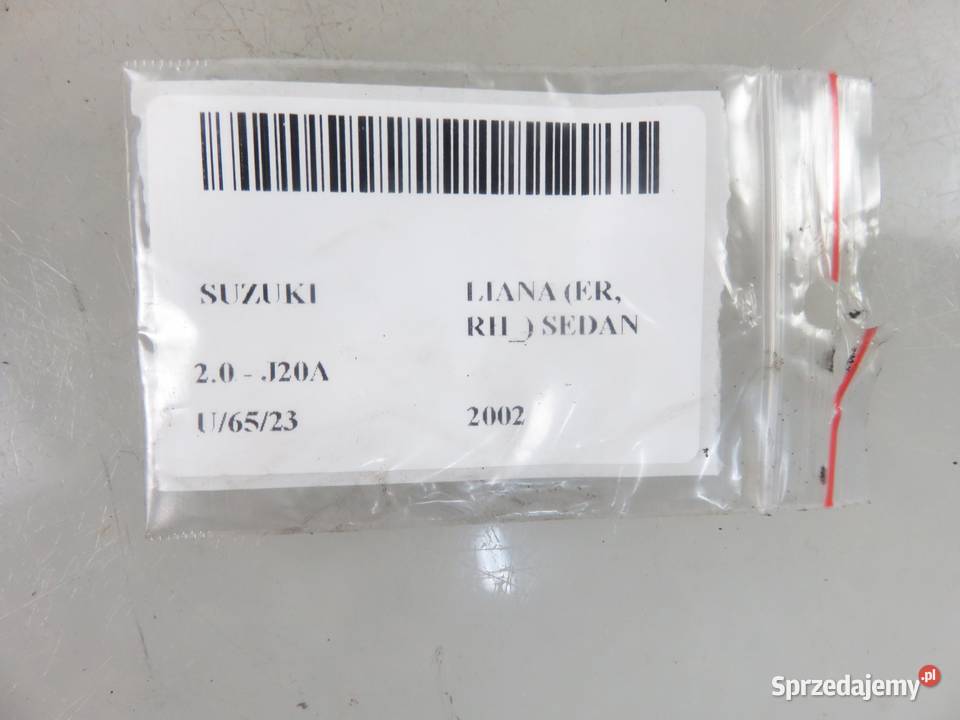 SUZUKI
LIANA (ER,
RH_) SEDAN
2.0 - J20A
U/65/23
2002
Sprzedajemy.pl